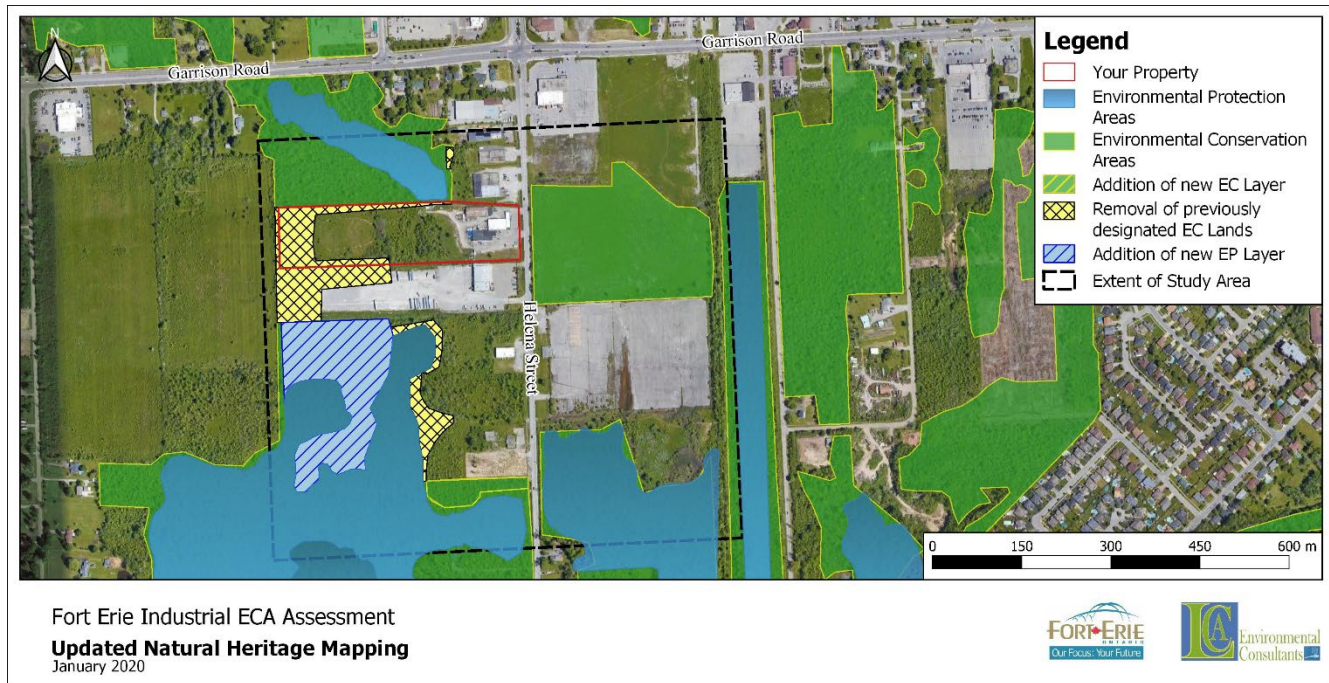 N
Garrison Road
Garrison Road
Helena Street
Legend
Your Property
Environmental Protection
Areas
Environmental Conservation
Areas
Addition of new EC Layer
Removal of previously
designated EC Lands
Addition of new EP Layer
Extent of Study Area
0 150 300 450 600 m
Fort Erie Industrial ECA Assessment
Updated Natural Heritage Mapping
January 2020
FORT ERIE
ONTARIO
Our Focus: Your Future
LCA
Environmental
Consultants